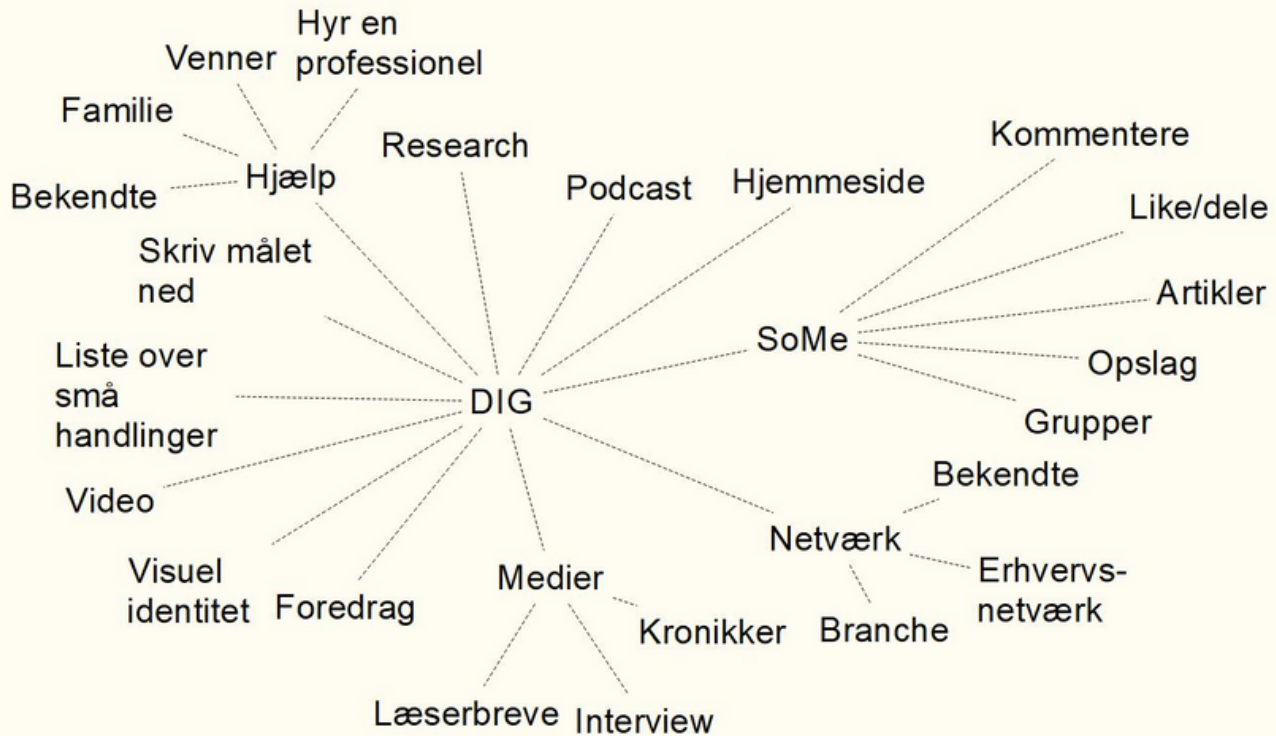 Hyr en
professionel
Venner
Familie
Bekendte
Hjælp
Research
Podcast
Hjemmeside
Kommentere
Like/dele
Artikler
Opslag
Grupper
SoMe
Skriv målet
ned
Liste over
små
handlinger
DIG
Video
Visuel
identitet
Foredrag
Medier
Kronikker
Læserbreve
Interview
Netværk
Bekendte
Erhvervs-
netværk
Branche